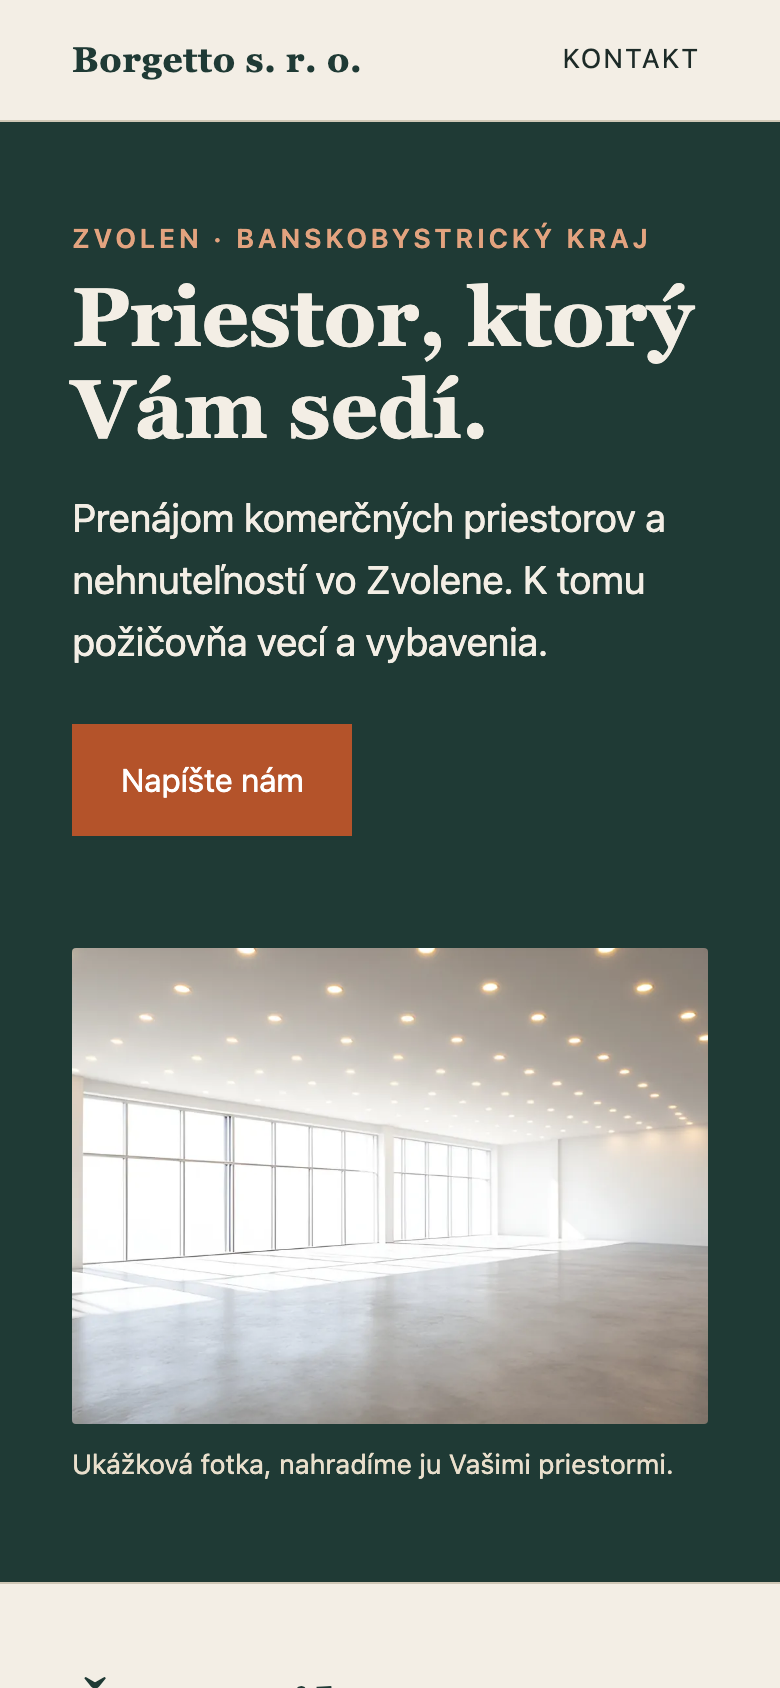 Borgetto s. r. o.
KONTAKT
ZVOLEN · BANSKOBYSTRICKÝ KRAJ
Priestor, ktorý
Vám sedí.
Prenájom komerčných priestorov a
nehnuteľností vo Zvolene. K tomu
požičovňa vecí a vybavenia.
Napíšte nám
Ukážková fotka, nahradíme ju Vašimi priestormi.